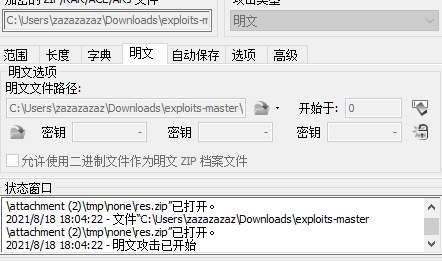 加密的 ZIP/RAR/ACE/ARJ 文件
攻击类型
C:\Users\zazazazaz\Downloads\exploits-m
明文
范围 长度 字典 明文 自动保存 选项 高级
明文选项
明文文件路径:
C:\Users\zazazazaz\Downloads\exploits-master\ 开始于: 0
密钥 - 密钥 - 密钥 -
允许使用二进制文件作为明文 ZIP 档案文件
状态窗口
\attachment (2)\tmp\none\res.zip"已打开。
2021/8/18 18:04:22 - 文件"C:\Users\zazazazaz\Downloads\exploits-master
\attachment (2)\tmp\none\res.zip"已打开。
2021/8/18 18:04:22 - 明文攻击已开始